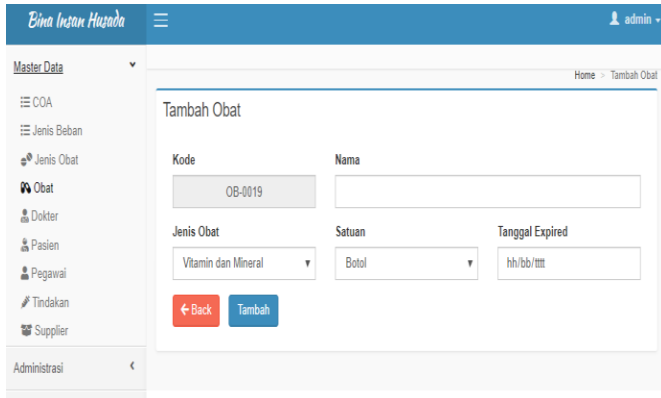 Bina Insan Husada
admin
Master Data
Home > Tambah Obat
COA
Jenis Beban
Jenis Obat
Obat
Dokter
Pasien
Pegawai
Tindakan
Supplier
Administrasi
Tambah Obat
Kode Nama
OB-0019
Jenis Obat Satuan Tanggal Expired
Vitamin dan Mineral Botol hh/bb/tttt
Back Tambah